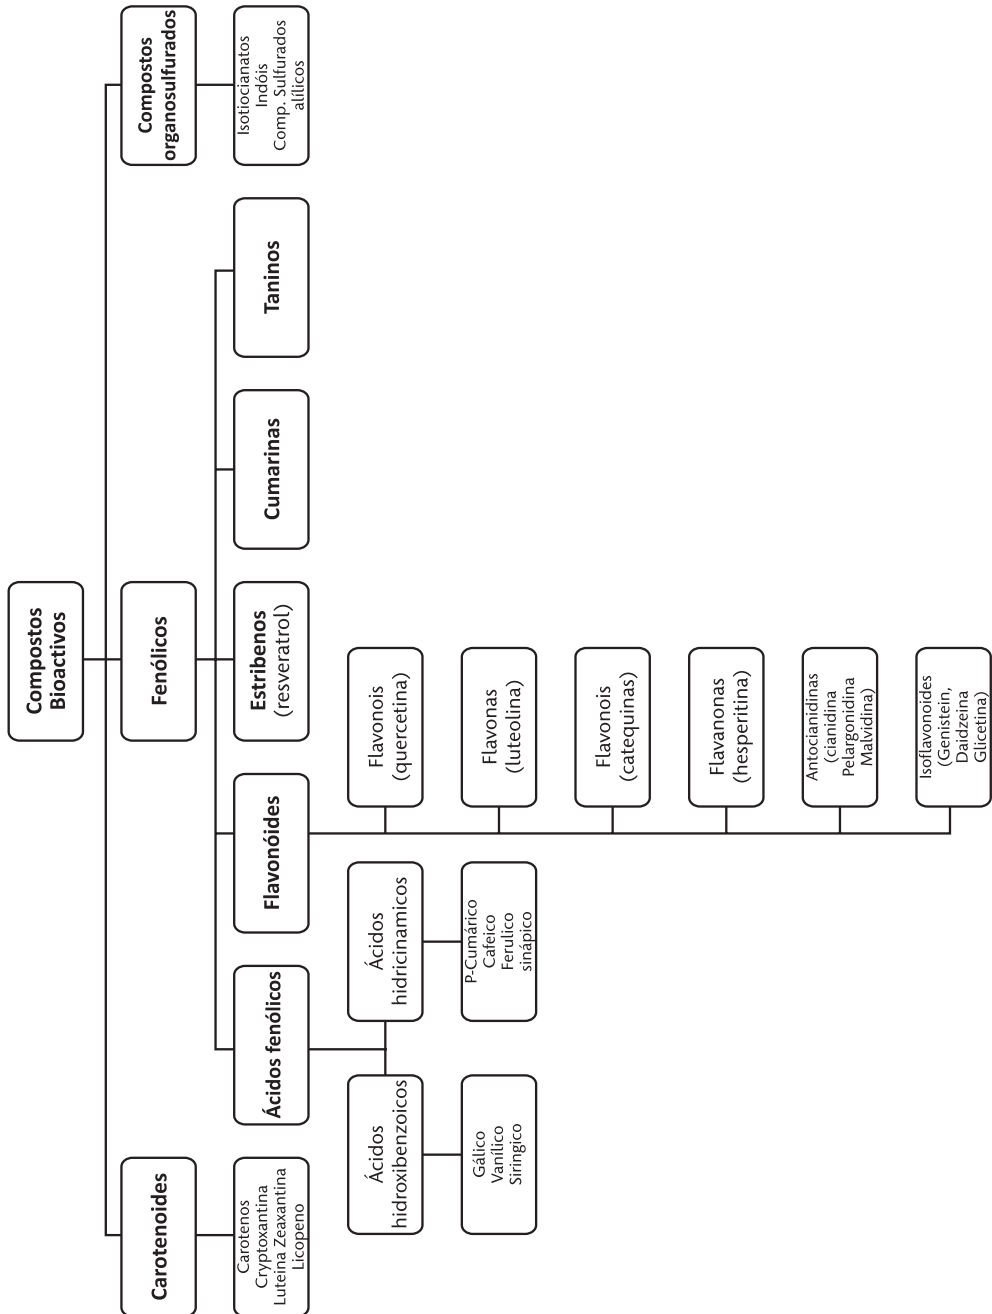 Compostos
Bioactivos
Carotenoides
Fenólicos
Compostos
organosulfurados
Carotenos
Cryptoxantina
Luteina Zeaxantina
Licopeno
Ácidos fenólicos
Flavonóides
Estribenos
(resveratrol)
Cumarinas
Taninos
Isotiocianatos
Indóis
Comp. Sulfurados
alílicos
Ácidos
hidroxibenzoicos
Ácidos
hidricinamicos
Flavonois
(quercetina)
Gálico
Vanílico
Siringico
P-Cumárico
Cafeico
Ferulico
sinápico
Flavonas
(luteolina)
Flavonois
(catequinas)
Flavanonas
(hesperitina)
Antocianidinas
(cianidina
Pelargonidina
Malvidina)
Isoflavonoides
(Genistein,
Daidzeina
Glicetina)